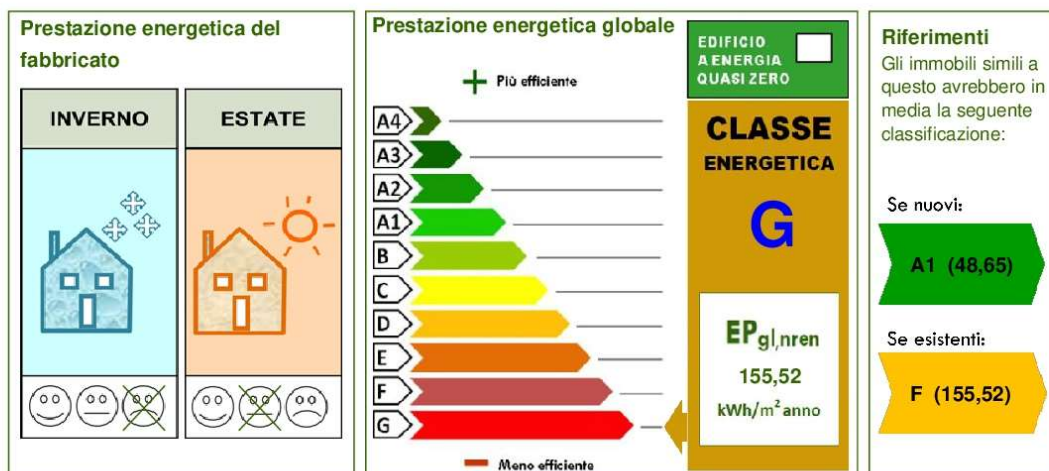 Prestazione energetica del
fabbricato
INVERNO
ESTATE
Prestazione energetica globale
Più efficiente
A4
A3
A2
A1
B
C
D
E
F
G
Meno efficiente
EDIFICIO
A ENERGIA
QUASI ZERO
CLASSE
ENERGETICA
G
EPgl,nren
155,52
kWh/m² anno
Riferimenti
Gli immobili simili a
questo avrebbero in
media la seguente
classificazione:
Se nuovi:
A1 (48,65)
Se esistenti:
F (155,52)